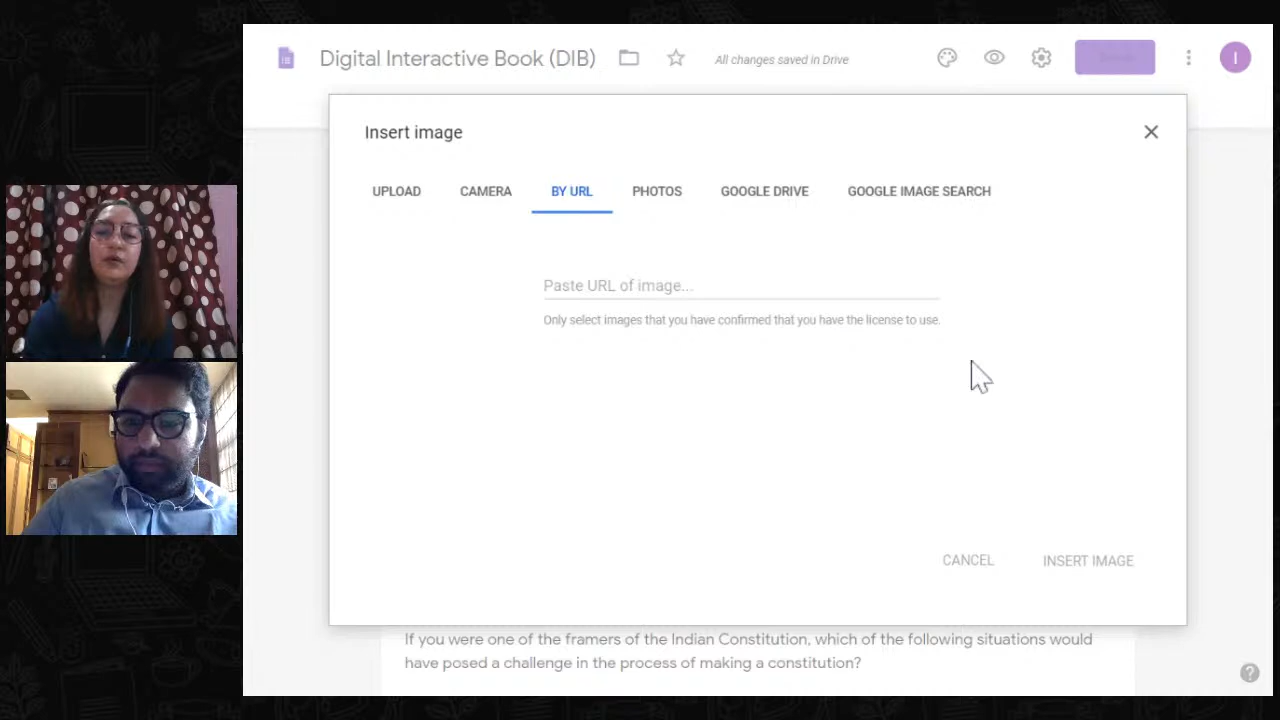 Digital Interactive Book (DIB)
All changes saved in Drive
I
Insert image
UPLOAD
CAMERA
BY URL
PHOTOS
GOOGLE DRIVE
GOOGLE IMAGE SEARCH
Paste URL of image...
Only select images that you have confirmed that you have the license to use.
CANCEL
INSERT IMAGE
If you were one of the framers of the Indian Constitution, which of the following situations would
have posed a challenge in the process of making a constitution?